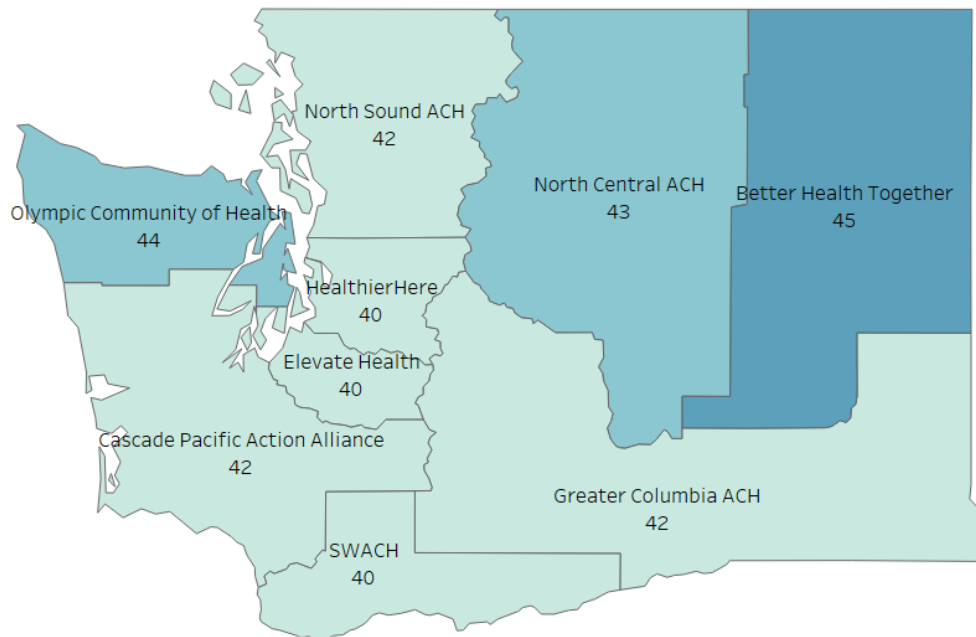 North Sound ACH
42
North Central ACH
43
Better Health Together
45
Olympic Community of Health
44
HealthierHere
40
Elevate Health
40
Cascade Pacific Action Alliance
42
Greater Columbia ACH
42
SWACH
40